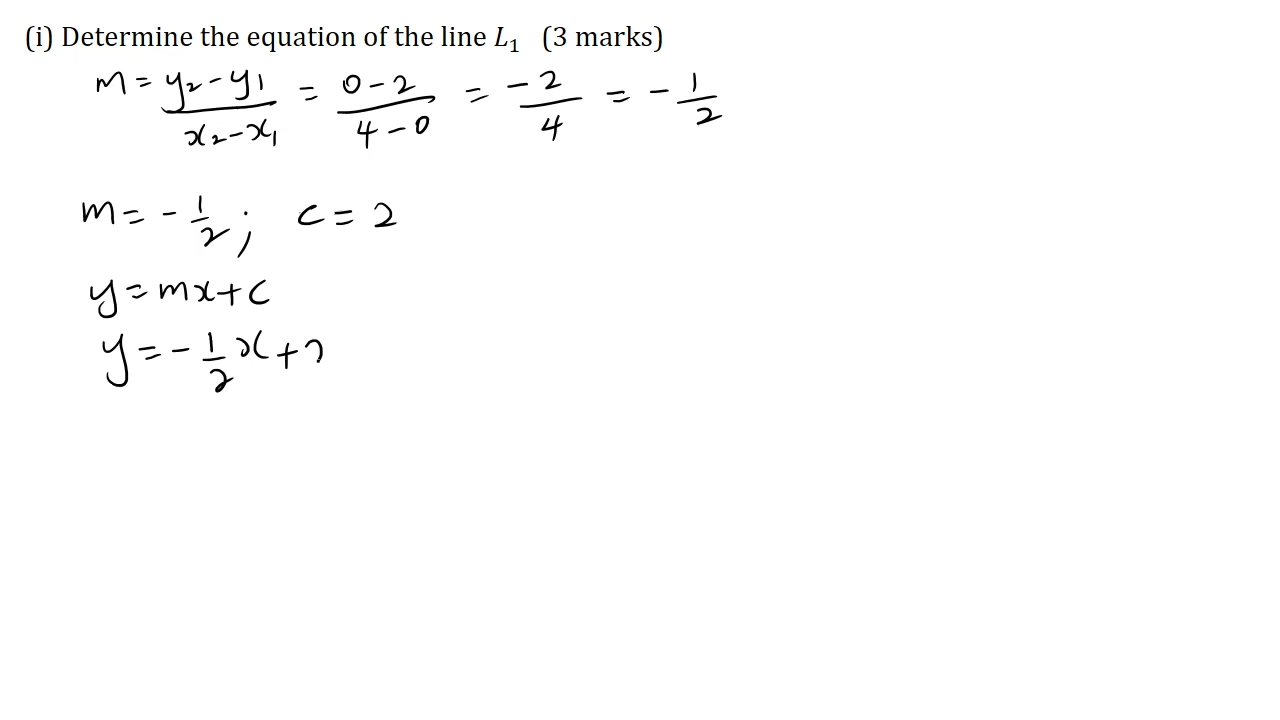 (i) Determine the equation of the line L₁ (3 marks)
m = y₂ − y₁ / x₂ − x₁ = 0 − 2 / 4 − 0 = − 2 / 4 = − 1/2
m = − 1/2 ; c = 2
y = mx + c
y = − 1/2 x +